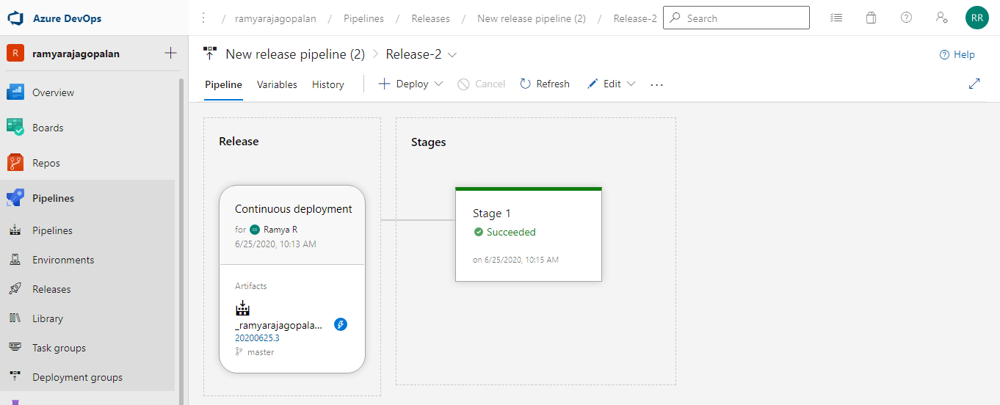 Azure DevOps
/ ramyarajagopalan / Pipelines / Releases / New release pipeline (2) / Release-2
Search
RR
R ramyarajagopalan
Overview
Boards
Repos
Pipelines
Pipelines
Environments
Releases
Library
Task groups
Deployment groups
New release pipeline (2) > Release-2
Help
Pipeline Variables History Deploy Cancel Refresh Edit ...
Release
Continuous deployment
for RR Ramya R
6/25/2020, 10:13 AM
Artifacts
_ramyarajagopala...
20200625.3
master
Stages
Stage 1
Succeeded
on 6/25/2020, 10:15 AM